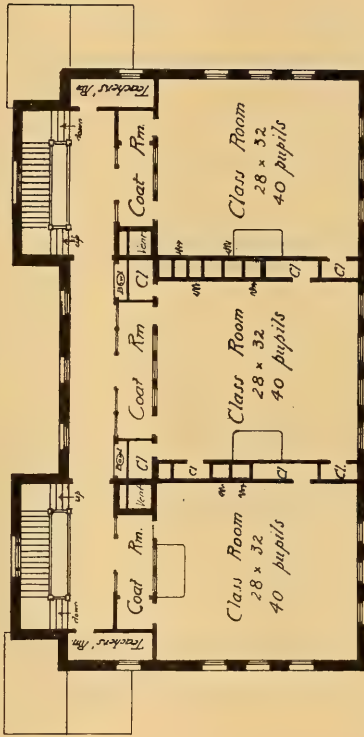 Teachers' Rm
down
up
Coat Rm.
Class Room
28 x 32
40 pupils
Vent
Cl
Cl
Cl
Coat Rm
Class Room
28 x 32
40 pupils
Cl
Vent
Cl
Cl
Cl
up
down
Coat Rm.
Class Room
28 x 32
40 pupils
Teachers' Rm.